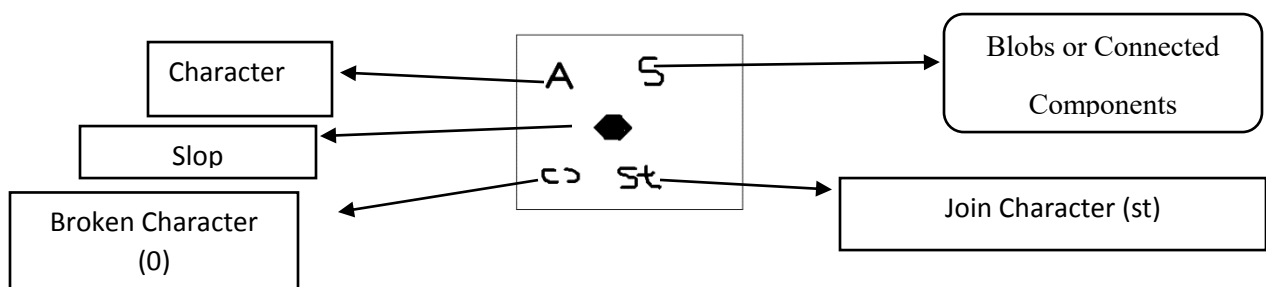 Character
Slop
Broken Character
(0)
A
S
st
Blobs or Connected
Components
Join Character (st)